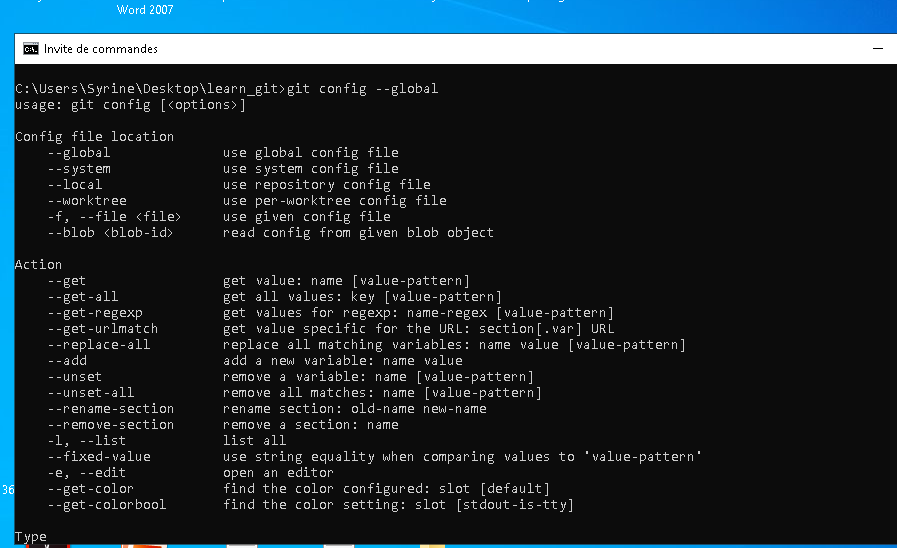 Word 2007
Invite de commandes
C:\Users\Syrine\Desktop\learn_git>git config --global
usage: git config [<options>]
Config file location
    --global              use global config file
    --system              use system config file
    --local               use repository config file
    --worktree            use per-worktree config file
    -f, --file <file>     use given config file
    --blob <blob-id>      read config from given blob object
Action
    --get                 get value: name [value-pattern]
    --get-all             get all values: key [value-pattern]
    --get-regexp          get values for regexp: name-regex [value-pattern]
    --get-urlmatch        get value specific for the URL: section[.var] URL
    --replace-all         replace all matching variables: name value [value-pattern]
    --add                 add a new variable: name value
    --unset               remove a variable: name [value-pattern]
    --unset-all           remove all matches: name [value-pattern]
    --rename-section      rename section: old-name new-name
    --remove-section      remove a section: name
    -l, --list            list all
    --fixed-value         use string equality when comparing values to 'value-pattern'
    -e, --edit            open an editor
36
    --get-color           find the color configured: slot [default]
    --get-colorbool       find the color setting: slot [stdout-is-tty]
Type